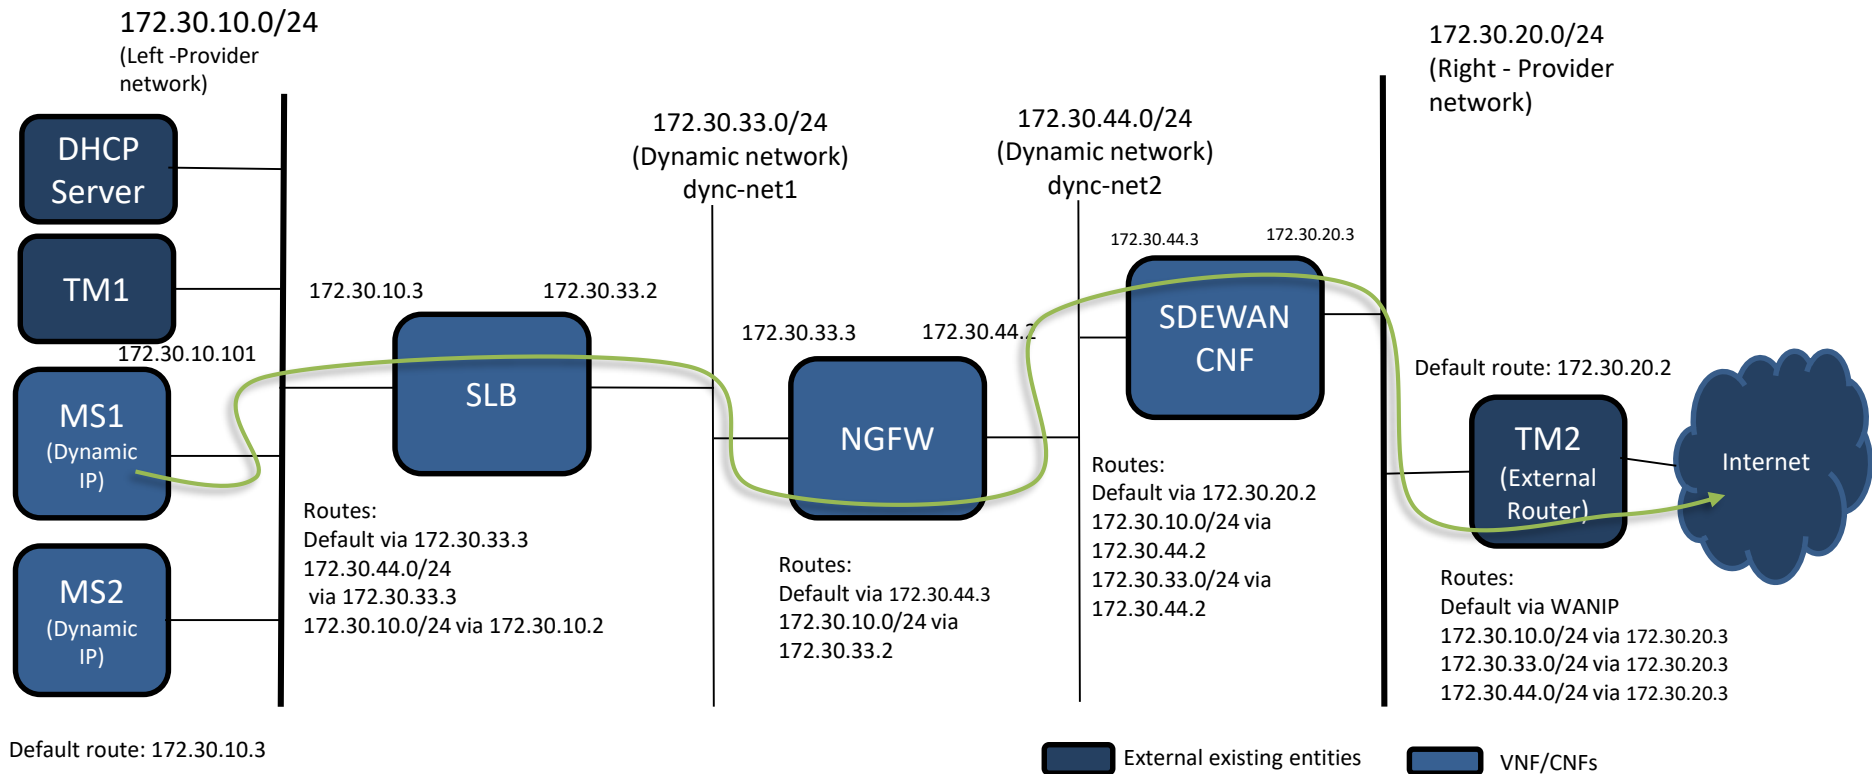 172.30.10.0/24
(Left -Provider
network)
172.30.20.0/24
(Right - Provider
network)
172.30.33.0/24
(Dynamic network)
dync-net1
172.30.44.0/24
(Dynamic network)
dync-net2
DHCP
Server
TM1
172.30.10.101
MS1
(Dynamic
IP)
MS2
(Dynamic
IP)
Default route: 172.30.10.3
172.30.10.3
172.30.33.2
SLB
Routes:
Default via 172.30.33.3
172.30.44.0/24
via 172.30.33.3
172.30.10.0/24 via 172.30.10.2
172.30.33.3
172.30.44.2
NGFW
Routes:
Default via 172.30.44.3
172.30.10.0/24 via
172.30.33.2
172.30.44.3
172.30.20.3
SDEWAN
CNF
Routes:
Default via 172.30.20.2
172.30.10.0/24 via
172.30.44.2
172.30.33.0/24 via
172.30.44.2
Default route: 172.30.20.2
TM2
(External
Router)
Internet
Routes:
Default via WANIP
172.30.10.0/24 via 172.30.20.3
172.30.33.0/24 via 172.30.20.3
172.30.44.0/24 via 172.30.20.3
External existing entities
VNF/CNFs